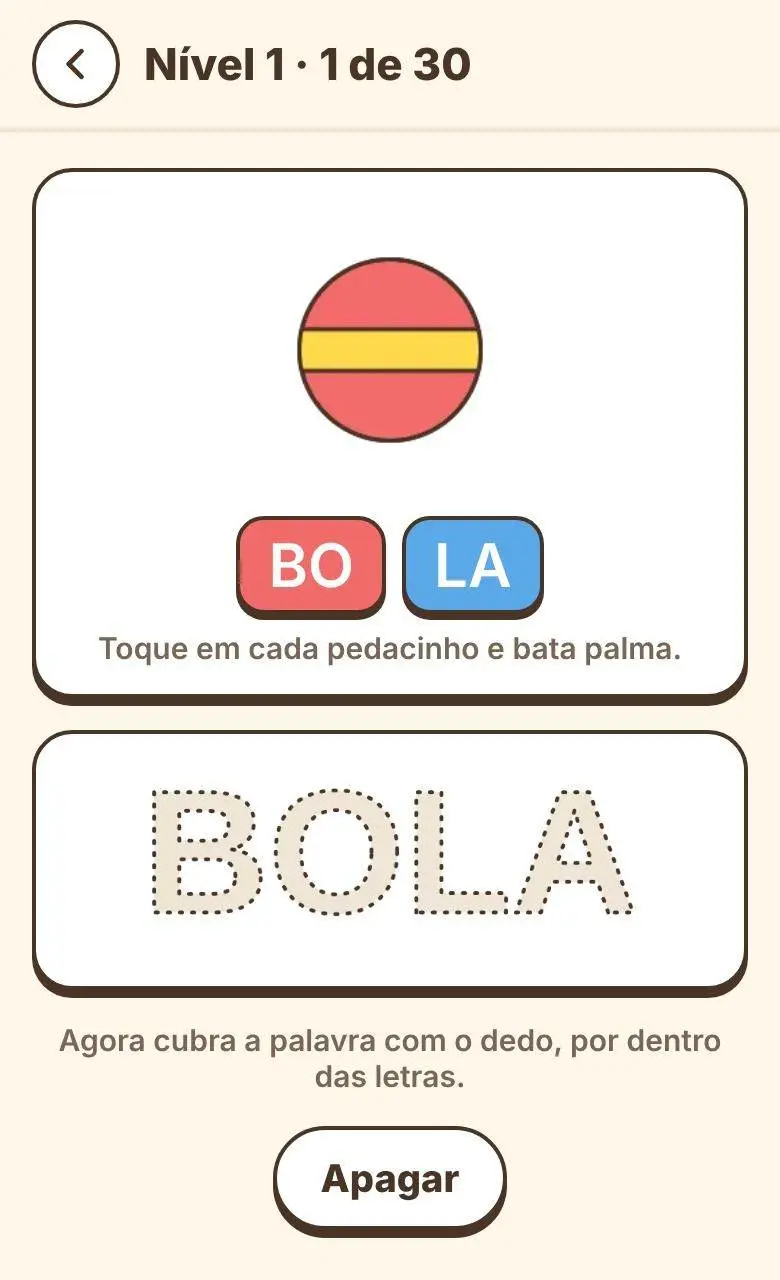 Nível 1 · 1 de 30
BO LA
Toque em cada pedacinho e bata palma.
BOLA
Agora cubra a palavra com o dedo, por dentro
das letras.
Apagar